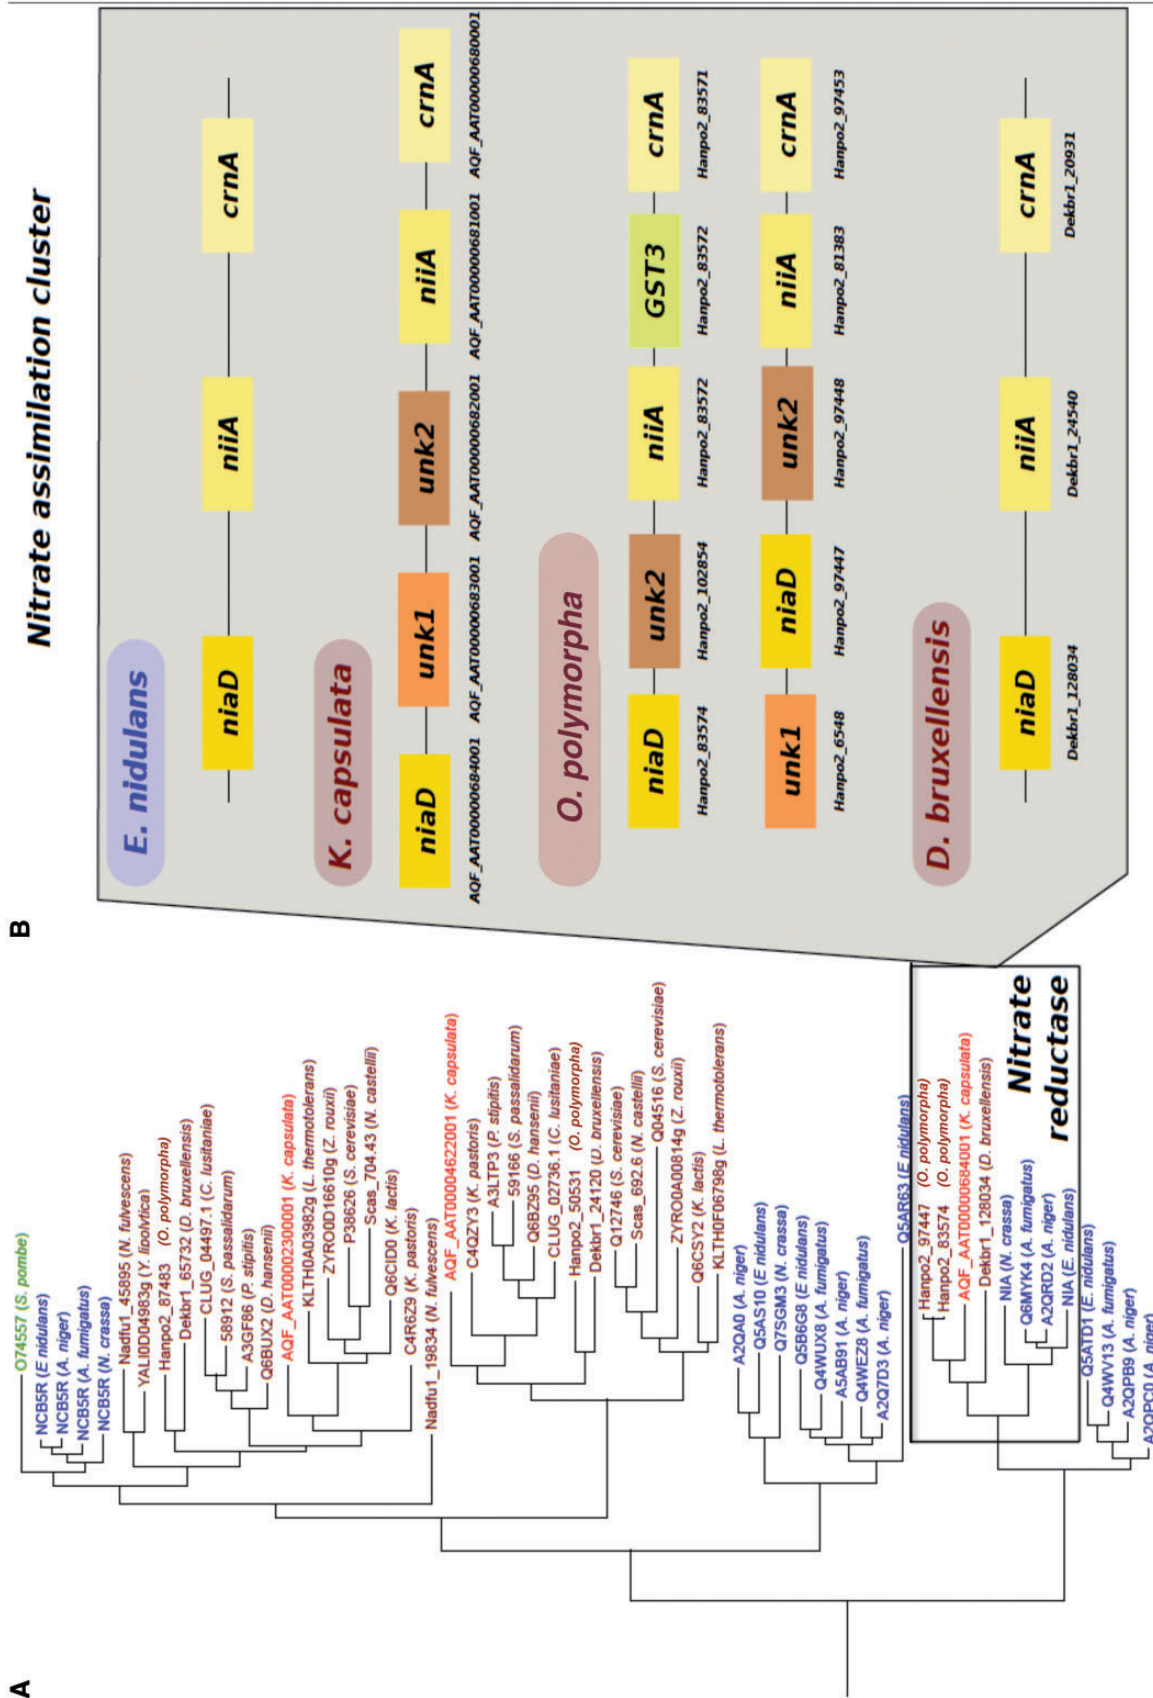 A
O74557 (S. pombe)
NCB5R (E nidulans)
NCB5R (A. niger)
NCB5R (A. fumigatus)
NCB5R (N. crassa)
Nadfu1_45895 (N. fulvescens)
YALI0D04983g (Y. lipolytica)
Hanpo2_87483 (O. polymorpha)
Dekbr1_65732 (D. bruxellensis)
CLUG_04497.1 (C. lusitaniae)
58912 (S. passalidarum)
A3GF86 (P. stipitis)
Q6BUX2 (D. hansenii)
AQF_AAT00002300001 (K. capsulata)
KLTH0A03982g (L. thermotolerans)
ZYRO0D16610g (Z. rouxii)
P38626 (S. cerevisiae)
Scas_704.43 (N. castellii)
Q6CID0 (K. lactis)
C4R6Z9 (K. pastoris)
Nadfu1_19834 (N. fulvescens)
AQF_AAT00004622001 (K. capsulata)
C4QZY3 (K. pastoris)
A3LTP3 (P. stipitis)
59166 (S. passalidarum)
Q6BZ95 (D. hansenii)
CLUG_02736.1 (C. lusitaniae)
Hanpo2_50531 (O. polymorpha)
Dekbr1_24120 (D. bruxellensis)
Q12746 (S. cerevisiae)
Scas_692.6 (N. castellii)
Q04516 (S. cerevisiae)
ZYRO0A00814g (Z. rouxii)
Q6CSY2 (K. lactis)
KLTH0F06798g (L. thermotolerans)
A2QA0 (A. niger)
Q5AS10 (E nidulans)
Q7SGM3 (N. crassa)
Q5B6G8 (E. nidulans)
Q4WUX8 (A. fumigatus)
A5AB91 (A. niger)
Q4WEZ8 (A. fumigatus)
A2Q7D3 (A. niger)
Q5AR63 (E nidulans)
Hanpo2_97447 (O. polymorpha)
Hanpo2_83574 (O. polymorpha)
AQF_AAT00000684001 (K. capsulata)
Dekbr1_128034 (D. bruxellensis)
NIA (N. crassa)
Q6MYK4 (A. fumigatus)
A2QRD2 (A. niger)
NIA (E. nidulans)
Nitrate
reductase
Q5ATD1 (E. nidulans)
Q4WV13 (A. fumigatus)
A2QPB9 (A. niger)
A2QPC0 (A. niger)
B
Nitrate assimilation cluster
E. nidulans
niaD niiA crnA
K. capsulata
niaD unk1 unk2 niiA crnA
AQF_AAT00000684001 AQF_AAT00000683001 AQF_AAT00000682001 AQF_AAT00000681001 AQF_AAT00000680001
O. polymorpha
niaD unk2 niiA GST3 crnA
Hanpo2_83574 Hanpo2_102854 Hanpo2_83572 Hanpo2_83572 Hanpo2_83571
unk1 niaD unk2 niiA crnA
Hanpo2_6548 Hanpo2_97447 Hanpo2_97448 Hanpo2_81383 Hanpo2_97453
D. bruxellensis
niaD niiA crnA
Dekbr1_128034 Dekbr1_24540 Dekbr1_20931